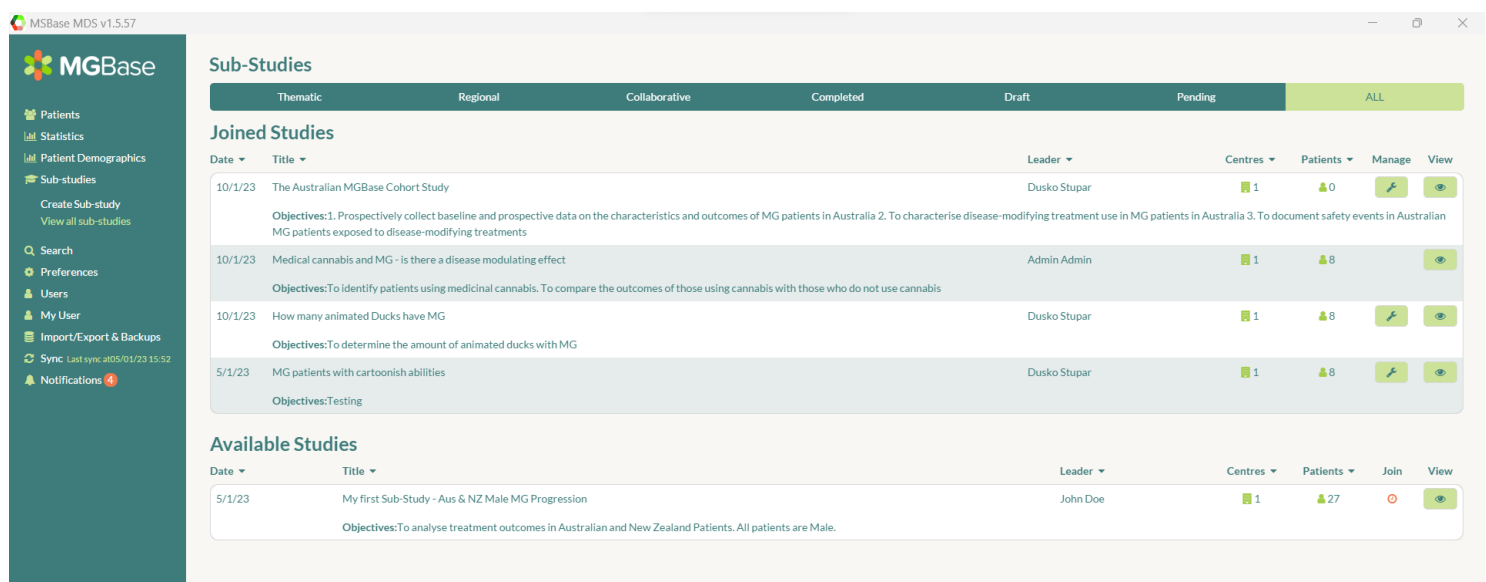 MSBase MDS v1.5.57
MGBase
Patients
Statistics
Patient Demographics
Sub-studies
Create Sub-study
View all sub-studies
Search
Preferences
Users
My User
Import/Export & Backups
Sync Last sync at05/01/23 15:52
Notifications 4
Sub-Studies
Thematic Regional Collaborative Completed Draft Pending ALL
Joined Studies
Date Title Leader Centres Patients Manage View
10/1/23 The Australian MGBase Cohort Study Dusko Stupar 1 0
Objectives:1. Prospectively collect baseline and prospective data on the characteristics and outcomes of MG patients in Australia 2. To characterise disease-modifying treatment use in MG patients in Australia 3. To document safety events in Australian
MG patients exposed to disease-modifying treatments
10/1/23 Medical cannabis and MG - is there a disease modulating effect Admin Admin 1 8
Objectives:To identify patients using medicinal cannabis. To compare the outcomes of those using cannabis with those who do not use cannabis
10/1/23 How many animated Ducks have MG Dusko Stupar 1 8
Objectives:To determine the amount of animated ducks with MG
5/1/23 MG patients with cartoonish abilities Dusko Stupar 1 8
Objectives:Testing
Available Studies
Date Title Leader Centres Patients Join View
5/1/23 My first Sub-Study - Aus & NZ Male MG Progression John Doe 1 27
Objectives:To analyse treatment outcomes in Australian and New Zealand Patients. All patients are Male.